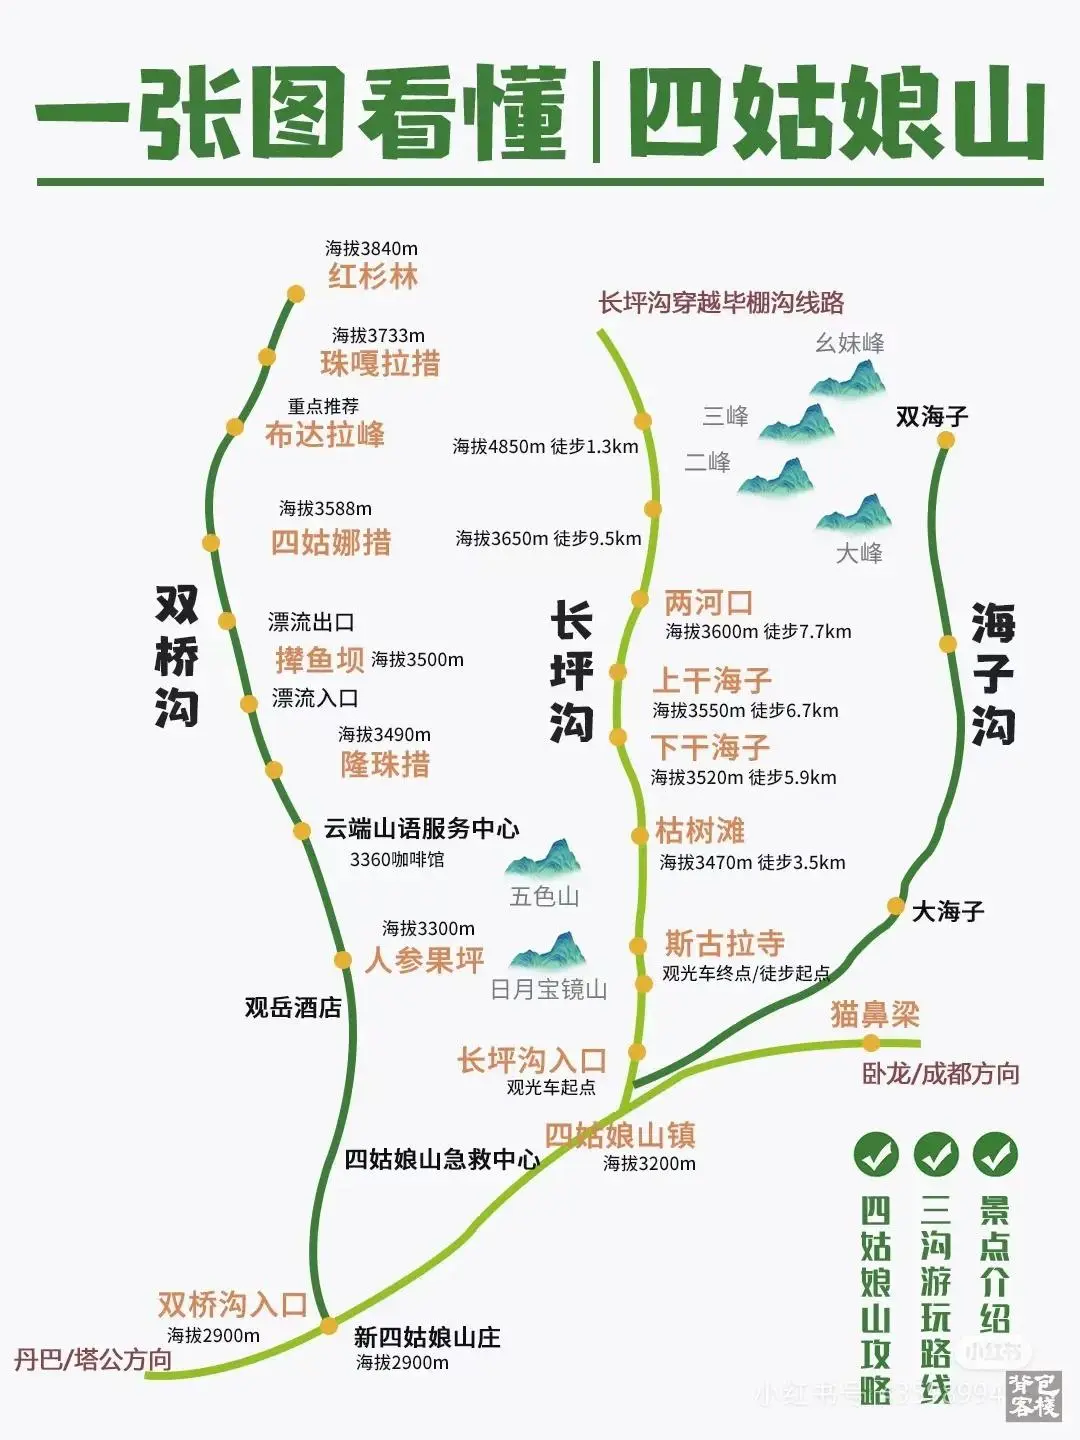 一张图看懂|四姑娘山
海拔3840m
红杉林
海拔3733m
珠嘎拉措
重点推荐
布达拉峰
海拔3588m
四姑娜措
双桥沟
漂流出口
撵鱼坝 海拔3500m
漂流入口
海拔3490m
隆珠措
云端山语服务中心
3360咖啡馆
海拔3300m
人参果坪
观岳酒店
双桥沟入口
海拔2900m
丹巴/塔公方向
新四姑娘山庄
海拔2900m
长坪沟穿越毕棚沟线路
海拔4850m 徒步1.3km
海拔3650m 徒步9.5km
长坪沟
两河口
海拔3600m 徒步7.7km
上干海子
海拔3550m 徒步6.7km
下干海子
海拔3520m 徒步5.9km
枯树滩
海拔3470m 徒步3.5km
五色山
日月宝镜山
斯古拉寺
观光车终点/徒步起点
长坪沟入口
观光车起点
四姑娘山镇
海拔3200m
四姑娘山急救中心
幺妹峰
三峰
二峰
大峰
双海子
海子沟
大海子
猫鼻梁
卧龙/成都方向
四姑娘山攻略
三沟游玩路线
景点介绍
小红书
小红书号
背包
客栈